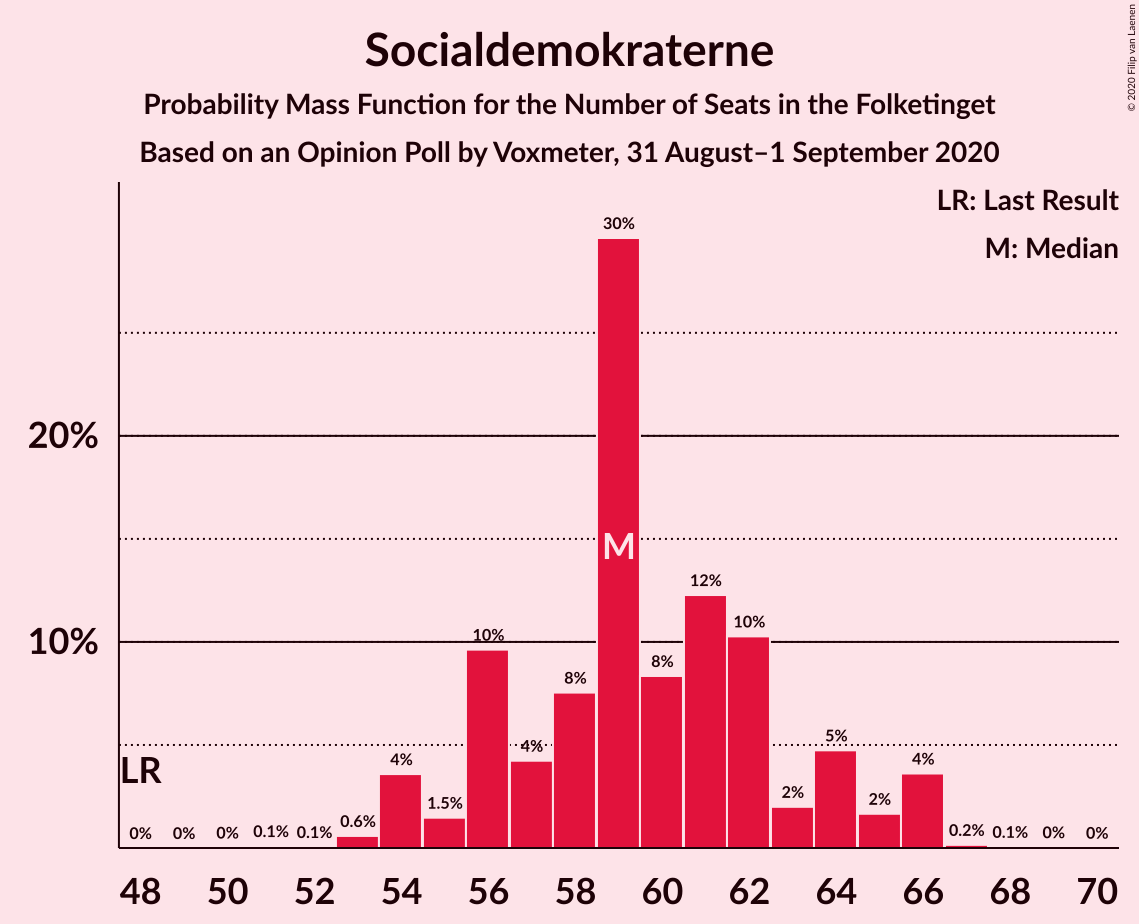 Socialdemokraterne
Probability Mass Function for the Number of Seats in the Folketinget
Based on an Opinion Poll by Voxmeter, 31 August–1 September 2020
© 2020 Filip van Laenen
LR: Last Result
M: Median
30%
20%
M
12%
10%
10%
10%
8%
8%
4%
5%
4%
4%
LR
2%
2%
1.5%
0.6%
0% 0% 0% 0.1% 0.1% 0.2% 0.1% 0% 0%
48 50 52 54 56 58 60 62 64 66 68 70